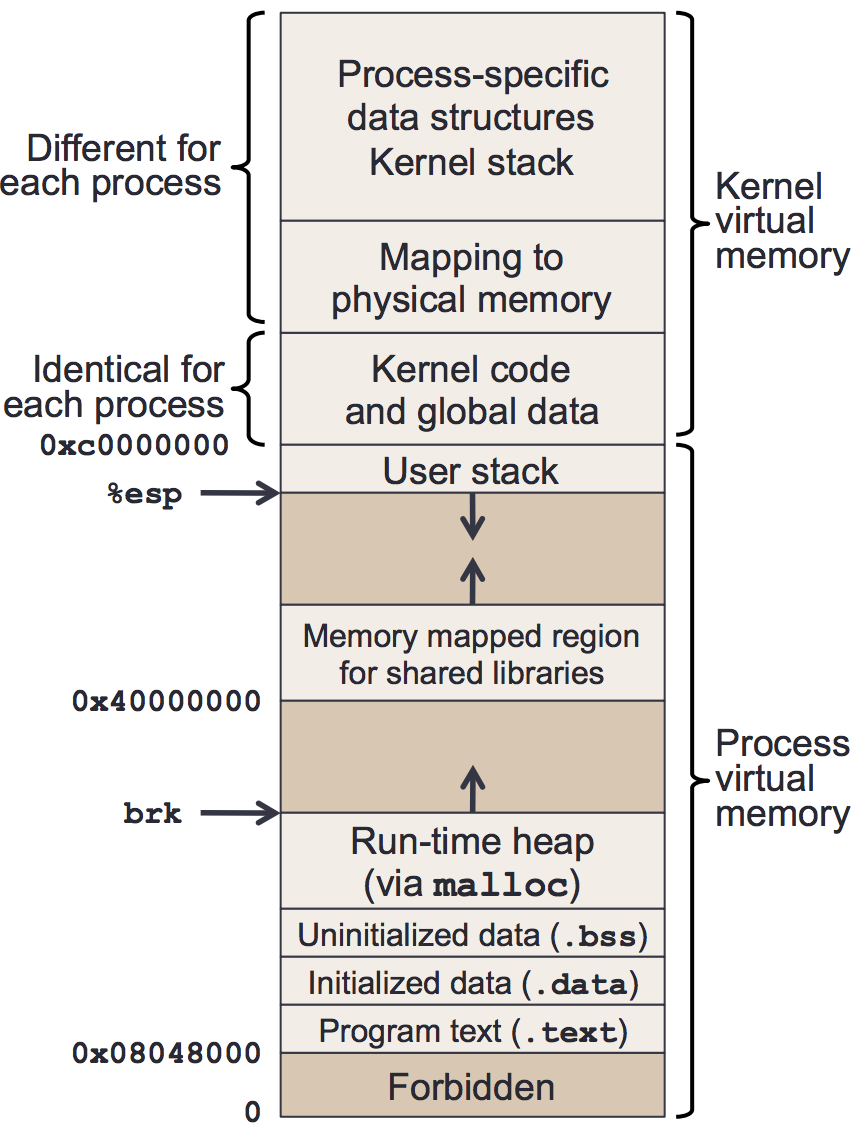 Process-specific
data structures
Kernel stack
Different for
each process
Kernel
virtual
memory
Mapping to
physical memory
Identical for
each process
Kernel code
and global data
0xc0000000
User stack
%esp
Memory mapped region
for shared libraries
0x40000000
Process
virtual
memory
brk
Run-time heap
(via malloc)
Uninitialized data (.bss)
Initialized data (.data)
Program text (.text)
0x08048000
Forbidden
0